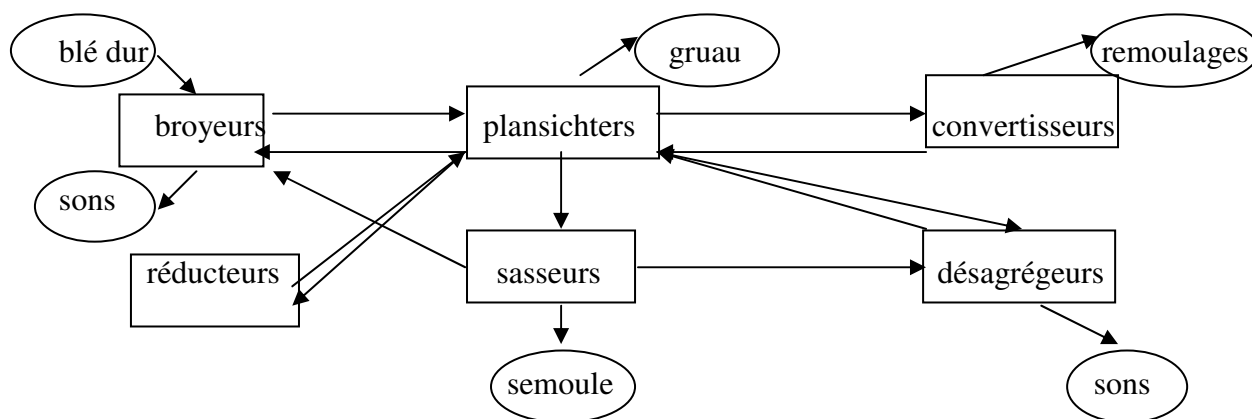 blé dur
gruau
remoulages
broyeurs
plansichters
convertisseurs
sons
réducteurs
sasseurs
désagrégeurs
semoule
sons